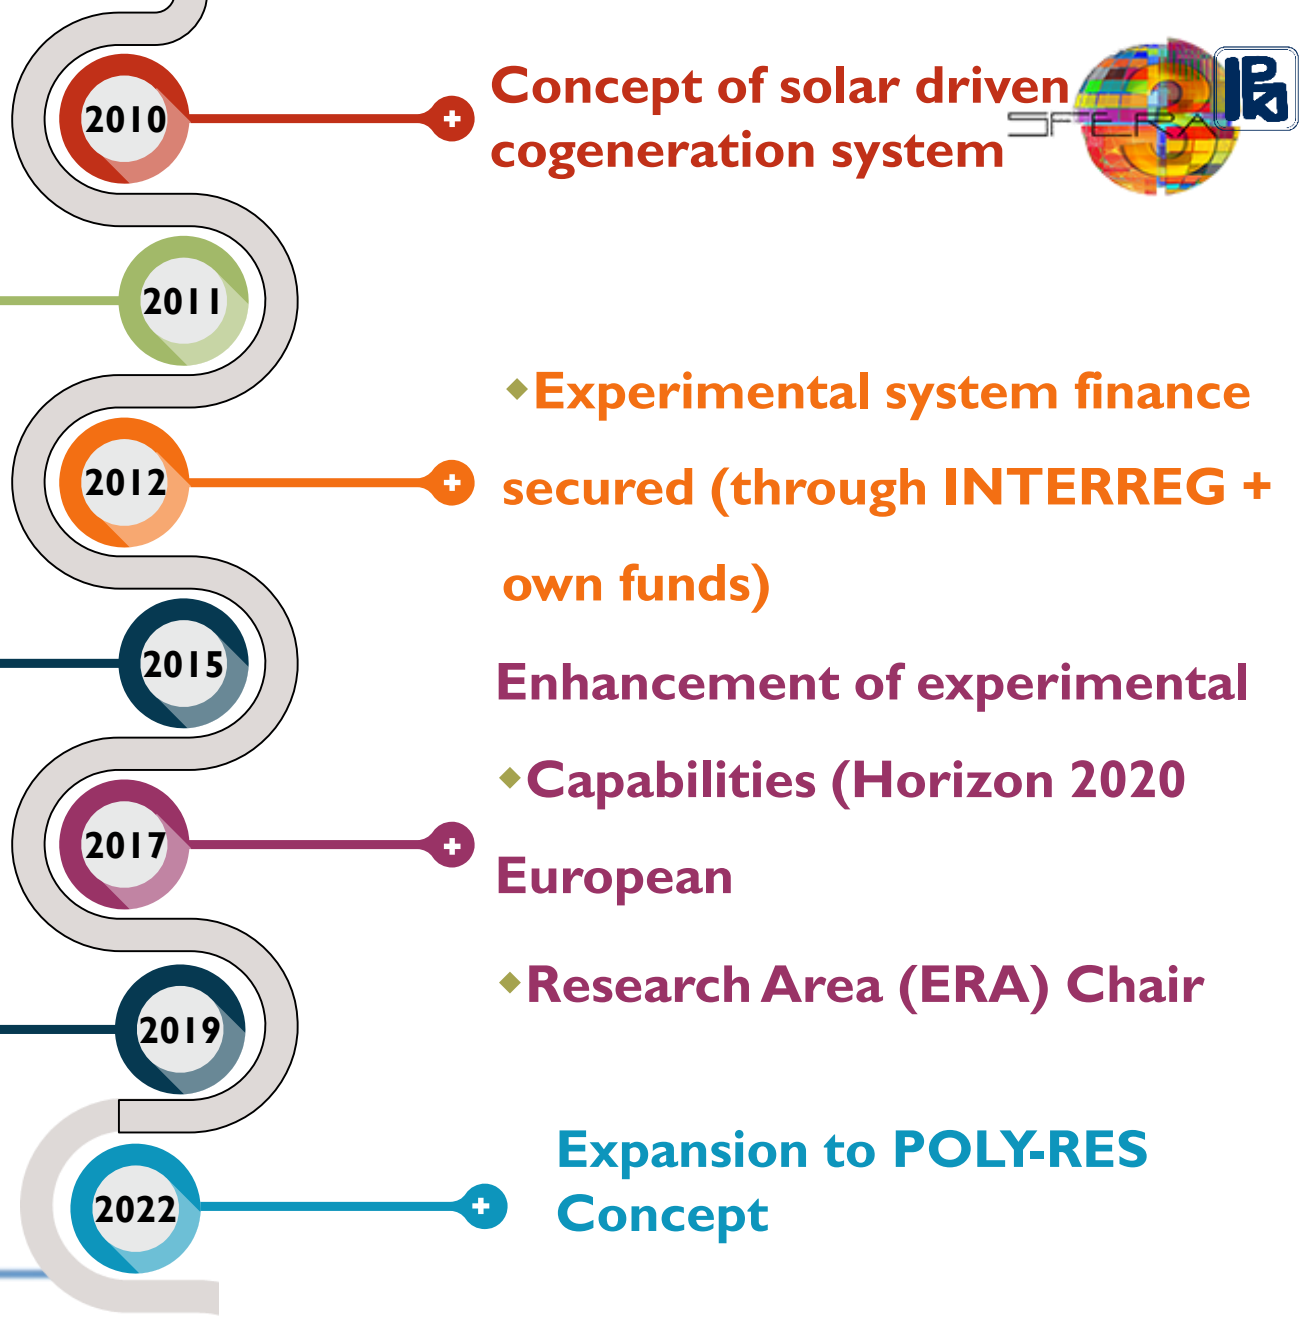 2010
Concept of solar driven
cogeneration system
SFERA
3
2011
◆Experimental system finance
2012
secured (through INTERREG +
own funds)
2015
Enhancement of experimental
◆Capabilities (Horizon 2020
2017
European
◆Research Area (ERA) Chair
2019
Expansion to POLY-RES
2022
Concept